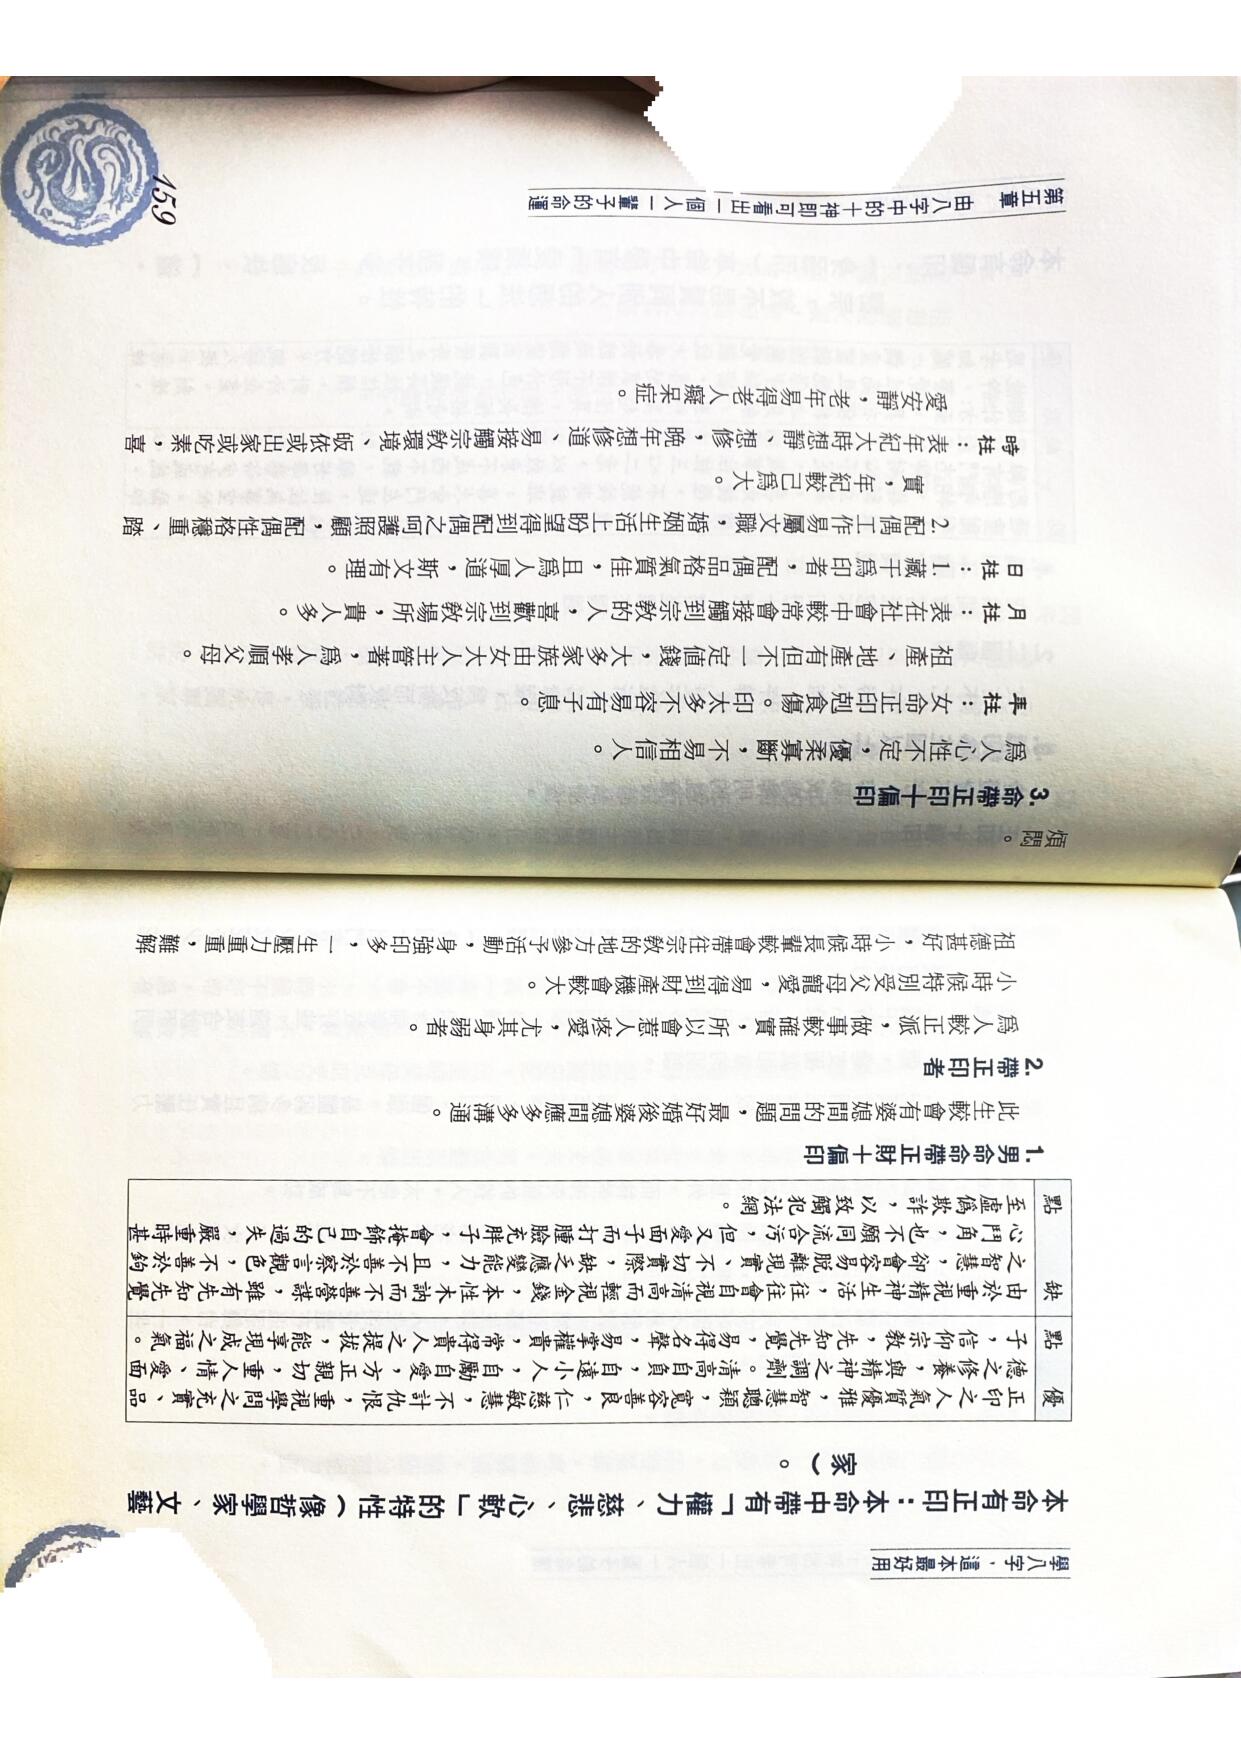 學八字，這本最好用
本命有正印：本命中帶有「權力、慈悲、心軟」的特性（像哲學家、文藝
家）。
優點
正印之人氣質優雅，智慧聰穎，寬容善良，仁慈敏慧，不計仇恨，重視學問之充實、品
德之修養，與精神之調劑。清高自負，自遠小人，自勵自愛，方正親切，重人情、愛面
子，信仰宗教，先知先覺，易得名聲，易掌權貴，常得貴人之提拔，能享現成之福氣。
缺點
由於重視精神生活，往往會自視清高而輕視金錢，本性木訥而不善營謀，雖有先知先覺
之智慧，卻會容易脫離現實、不切實際，缺乏應變能力，且不善於察言觀色，不善於鉤
心鬥角，也不願同流合污，但又愛面子而打腫臉充胖子，會掩飾自己的過失，嚴重時甚
至虛偽欺詐，以致觸犯法網。
1.男命命帶正財十偏印
此生較會有婆媳間的問題，最好婚後婆媳間應多多溝通。
2.帶正印者
為人較正派，做事較確實，所以會惹人疼愛，尤其身弱者。
小時候特別受父母寵愛，易得到財產機會較大。
祖德甚好，小時候長輩較會帶往宗教的地方參予活動，身強印多，一生壓力重重，難解
煩悶。
3.命帶正印十偏印
為人心性不定，優柔寡斷，不易相信人。
年柱：女命正印剋食傷。印太多不容易有子息。
祖產、地產有但不一定值錢，大多家族由女大人主管著，為人孝順父母。
月柱：表在社會中較常會接觸到宗教的人，喜歡到宗教場所，貴人多。
日柱：1.藏干為印者，配偶品格氣質佳，且為人厚道，斯文有理。
2.配偶工作易屬文職，婚姻生活上盼望得到配偶之呵護照顧，配偶性格穩重、踏
實，年紀較己為大。
時柱：表年紀大時想靜、想修，晚年想修道、易接觸宗教環境、皈依或出家或吃素，喜
愛安靜，老年易得老人癡呆症。
第五章　由八字中的十神即可看出一個人一輩子的命運
159